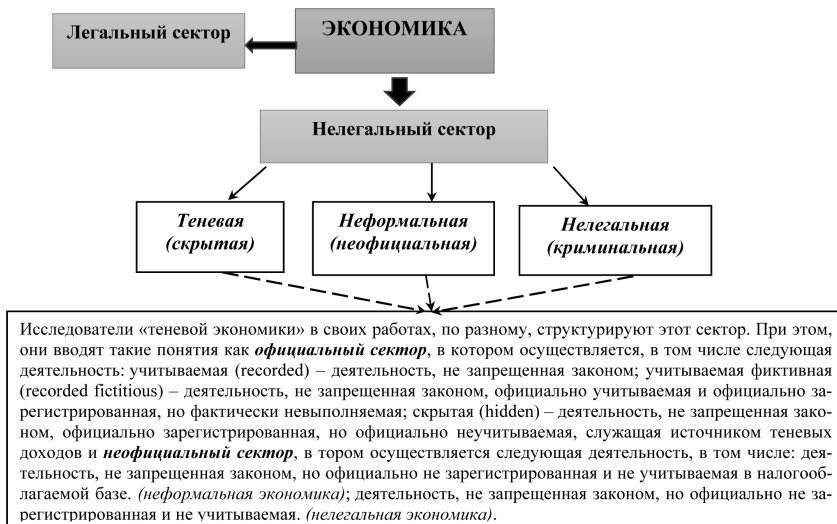 Легальный сектор
ЭКОНОМИКА
Нелегальный сектор
Теневая
(скрытая)
Неформальная
(неофициальная)
Нелегальная
(криминальная)
Исследователи «теневой экономики» в своих работах, по разному, структурируют этот сектор. При этом,
они вводят такие понятия как официальный сектор, в котором осуществляется, в том числе следующая
деятельность: учитываемая (recorded) – деятельность, не запрещенная законом; учитываемая фиктивная
(recorded fictitious) – деятельность, не запрещенная законом, официально учитываемая и официально за-
регистрированная, но фактически невыполняемая; скрытая (hidden) – деятельность, не запрещенная зако-
ном, официально зарегистрированная, но официально неучитываемая, служащая источником теневых
доходов и неофициальный сектор, в тором осуществляется следующая деятельность, в том числе: дея-
тельность, не запрещенная законом, но официально не зарегистрированная и не учитываемая в налогооб-
лагаемой базе. (неформальная экономика); деятельность, не запрещенная законом, но официально не за-
регистрированная и не учитываемая. (нелегальная экономика).